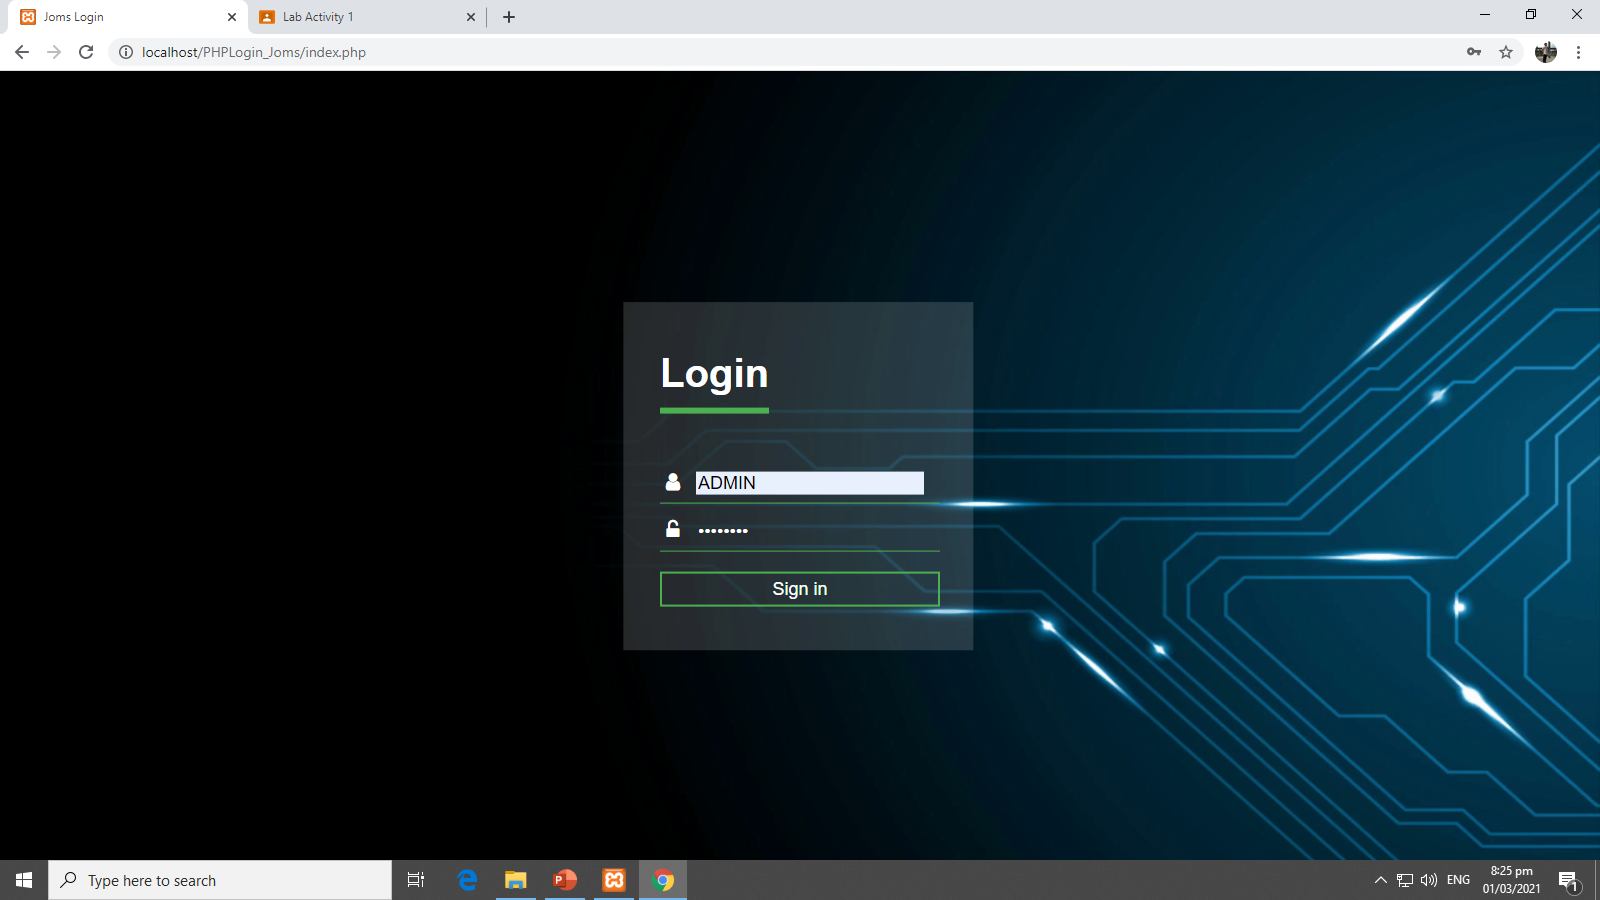 Joms Login
Lab Activity 1
localhost/PHPLogin_Joms/index.php
Login
ADMIN
••••••••
Sign in
Type here to search
P
ENG
8:25 pm
01/03/2021
1